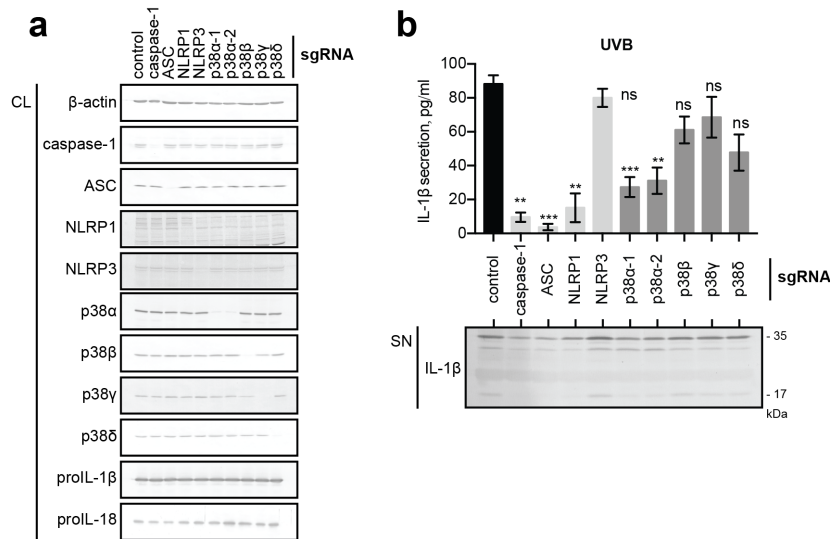 a
control
caspase-1
ASC
NLRP1
NLRP3
p38α-1
p38α-2
p38β
p38γ
p38δ
sgRNA
CL
β-actin
caspase-1
ASC
NLRP1
NLRP3
p38α
p38β
p38γ
p38δ
proIL-1β
proIL-18
b
UVB
IL-1β secretion, pg/ml
100
80
60
40
20
0
**
***
**
ns
***
**
ns
ns
ns
control
caspase-1
ASC
NLRP1
NLRP3
p38α-1
p38α-2
p38β
p38γ
p38δ
sgRNA
SN
IL-1β
- 35
- 17
kDa